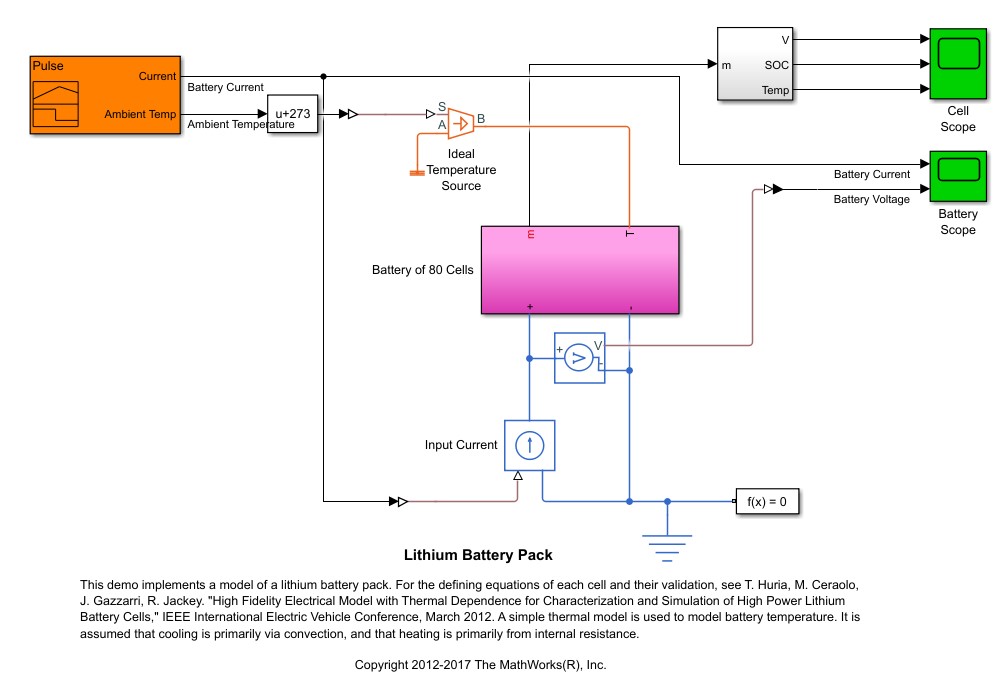 Pulse
Current
Battery Current
Ambient Temp
Ambient Temperature
u+273
S
A
B
Ideal
Temperature
Source
m
V
SOC
Temp
Cell
Scope
Battery Current
Battery Voltage
Battery
Scope
m
T
Battery of 80 Cells
+
-
+
V
V
-
Input Current
f(x) = 0
Lithium Battery Pack
This demo implements a model of a lithium battery pack. For the defining equations of each cell and their validation, see T. Huria, M. Ceraolo,
J. Gazzarri, R. Jackey. "High Fidelity Electrical Model with Thermal Dependence for Characterization and Simulation of High Power Lithium
Battery Cells," IEEE International Electric Vehicle Conference, March 2012. A simple thermal model is used to model battery temperature. It is
assumed that cooling is primarily via convection, and that heating is primarily from internal resistance.
Copyright 2012-2017 The MathWorks(R), Inc.